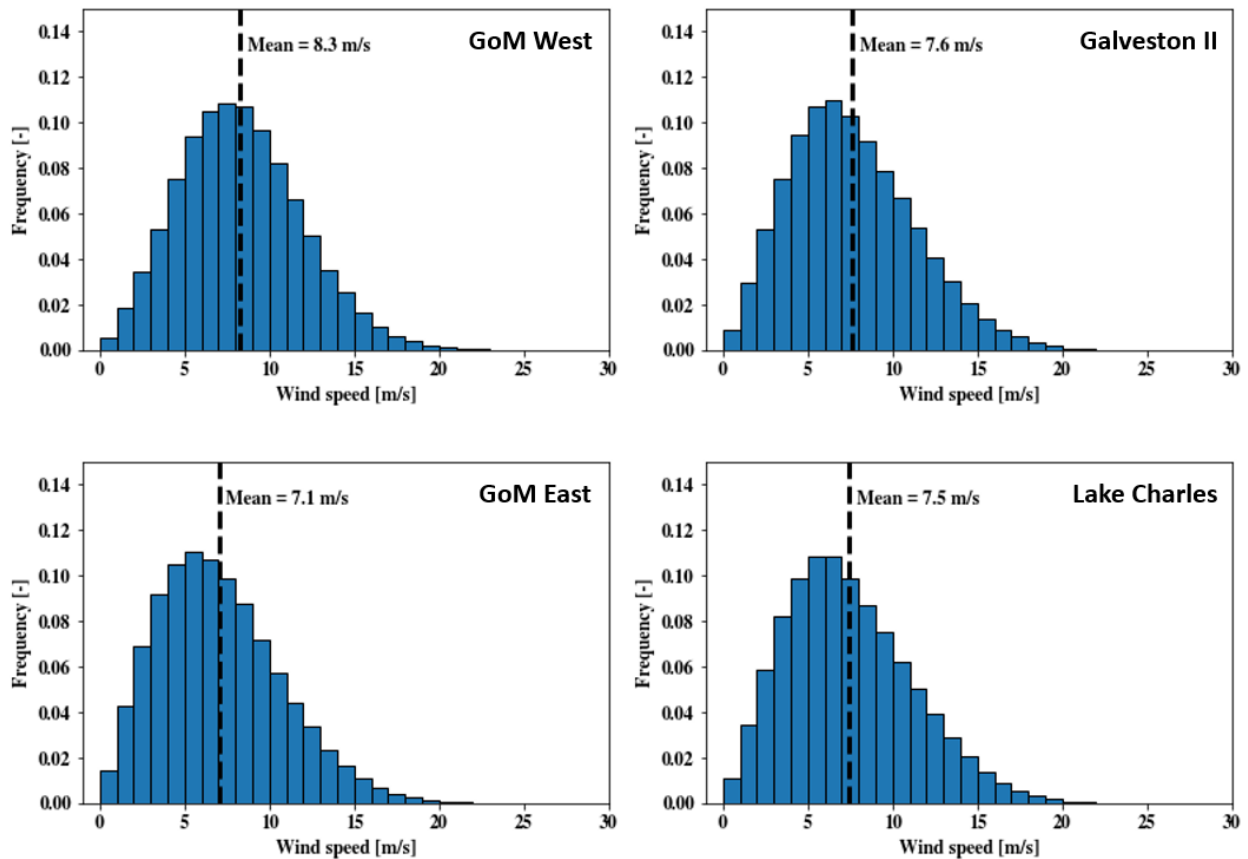 GoM West
Mean = 8.3 m/s
0.14
0.12
0.10
0.08
0.06
0.04
0.02
0.00
Frequency [-]
0 5 10 15 20 25 30
Wind speed [m/s]
Galveston II
Mean = 7.6 m/s
0.14
0.12
0.10
0.08
0.06
0.04
0.02
0.00
Frequency [-]
0 5 10 15 20 25 30
Wind speed [m/s]
GoM East
Mean = 7.1 m/s
0.14
0.12
0.10
0.08
0.06
0.04
0.02
0.00
Frequency [-]
0 5 10 15 20 25 30
Wind speed [m/s]
Lake Charles
Mean = 7.5 m/s
0.14
0.12
0.10
0.08
0.06
0.04
0.02
0.00
Frequency [-]
0 5 10 15 20 25 30
Wind speed [m/s]